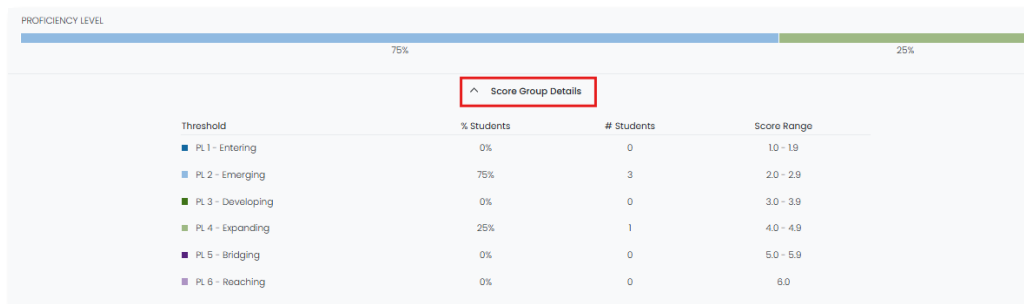 PROFICIENCY LEVEL
75% 25%
Score Group Details
Threshold % Students # Students Score Range
PL 1 - Entering 0% 0 1.0 - 1.9
PL 2 - Emerging 75% 3 2.0 - 2.9
PL 3 - Developing 0% 0 3.0 - 3.9
PL 4 - Expanding 25% 1 4.0 - 4.9
PL 5 - Bridging 0% 0 5.0 - 5.9
PL 6 - Reaching 0% 0 6.0